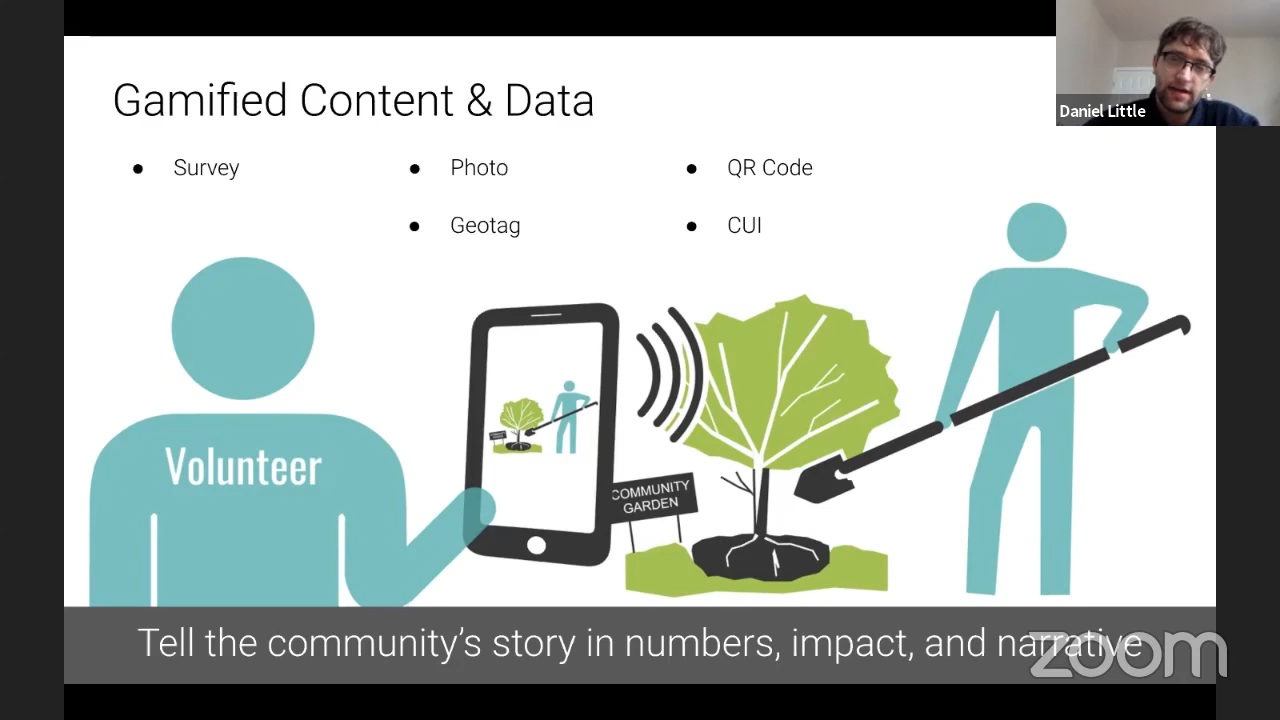 Gamified Content & Data
Daniel Little
● Survey
● Photo
● QR Code
● Geotag
● CUI
Volunteer
COMMUNITY
GARDEN
Tell the community's story in numbers, impact, and narrative
zoom